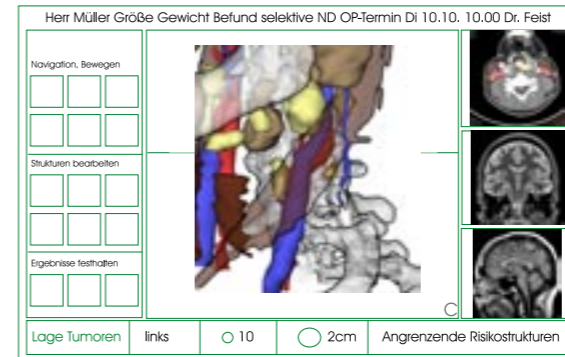 Herr Müller Größe Gewicht Befund selektive ND OP-Termin Di 10.10. 10.00 Dr. Feist
Navigation, Bewegen
Strukturen bearbeiten
Ergebnisse festhalten
C
Lage Tumoren links 10 2cm Angrenzende Risikostrukturen